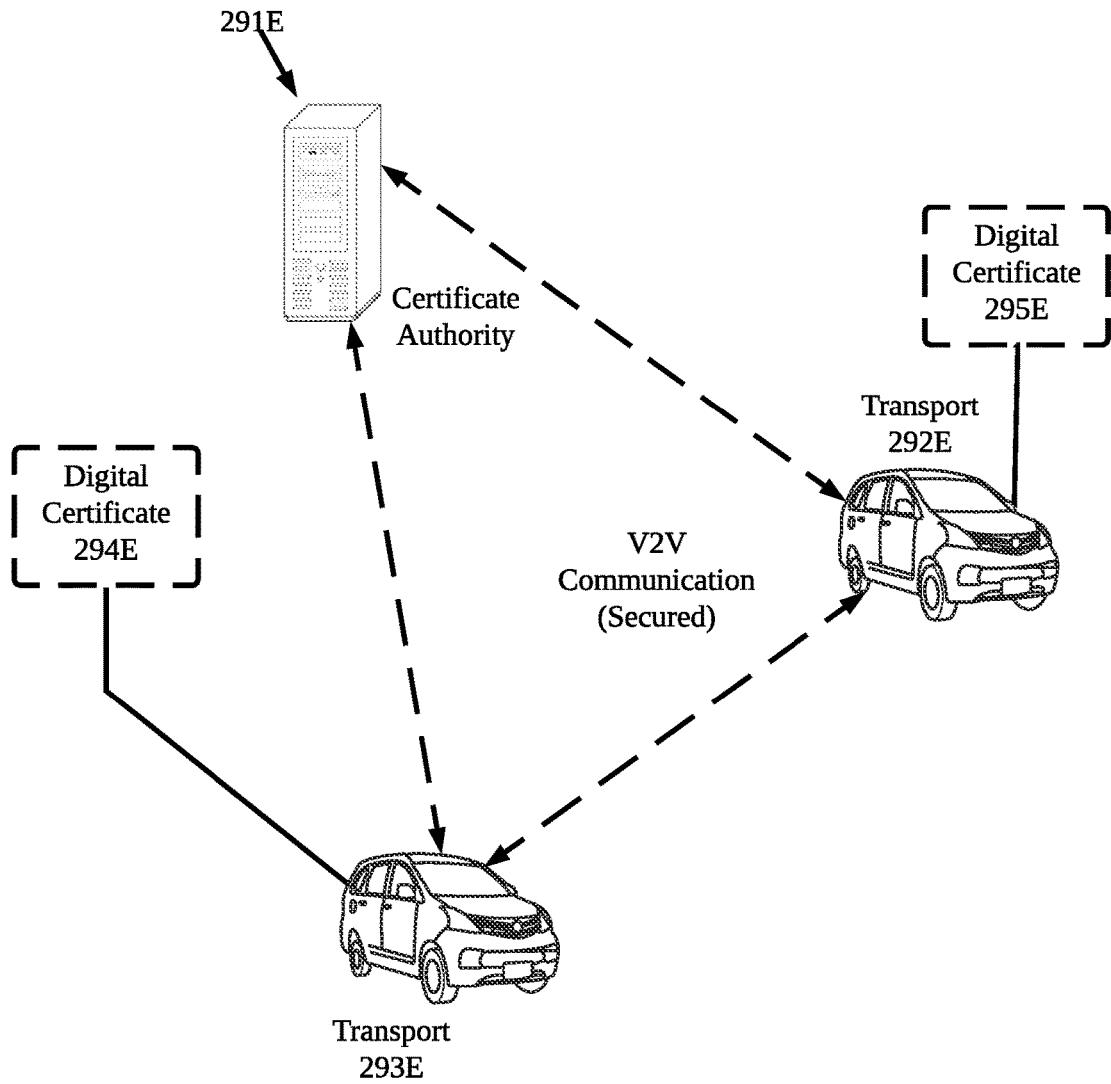 291E
Certificate
Authority
Digital
Certificate
295E
Transport
292E
Digital
Certificate
294E
V2V
Communication
(Secured)
Transport
293E